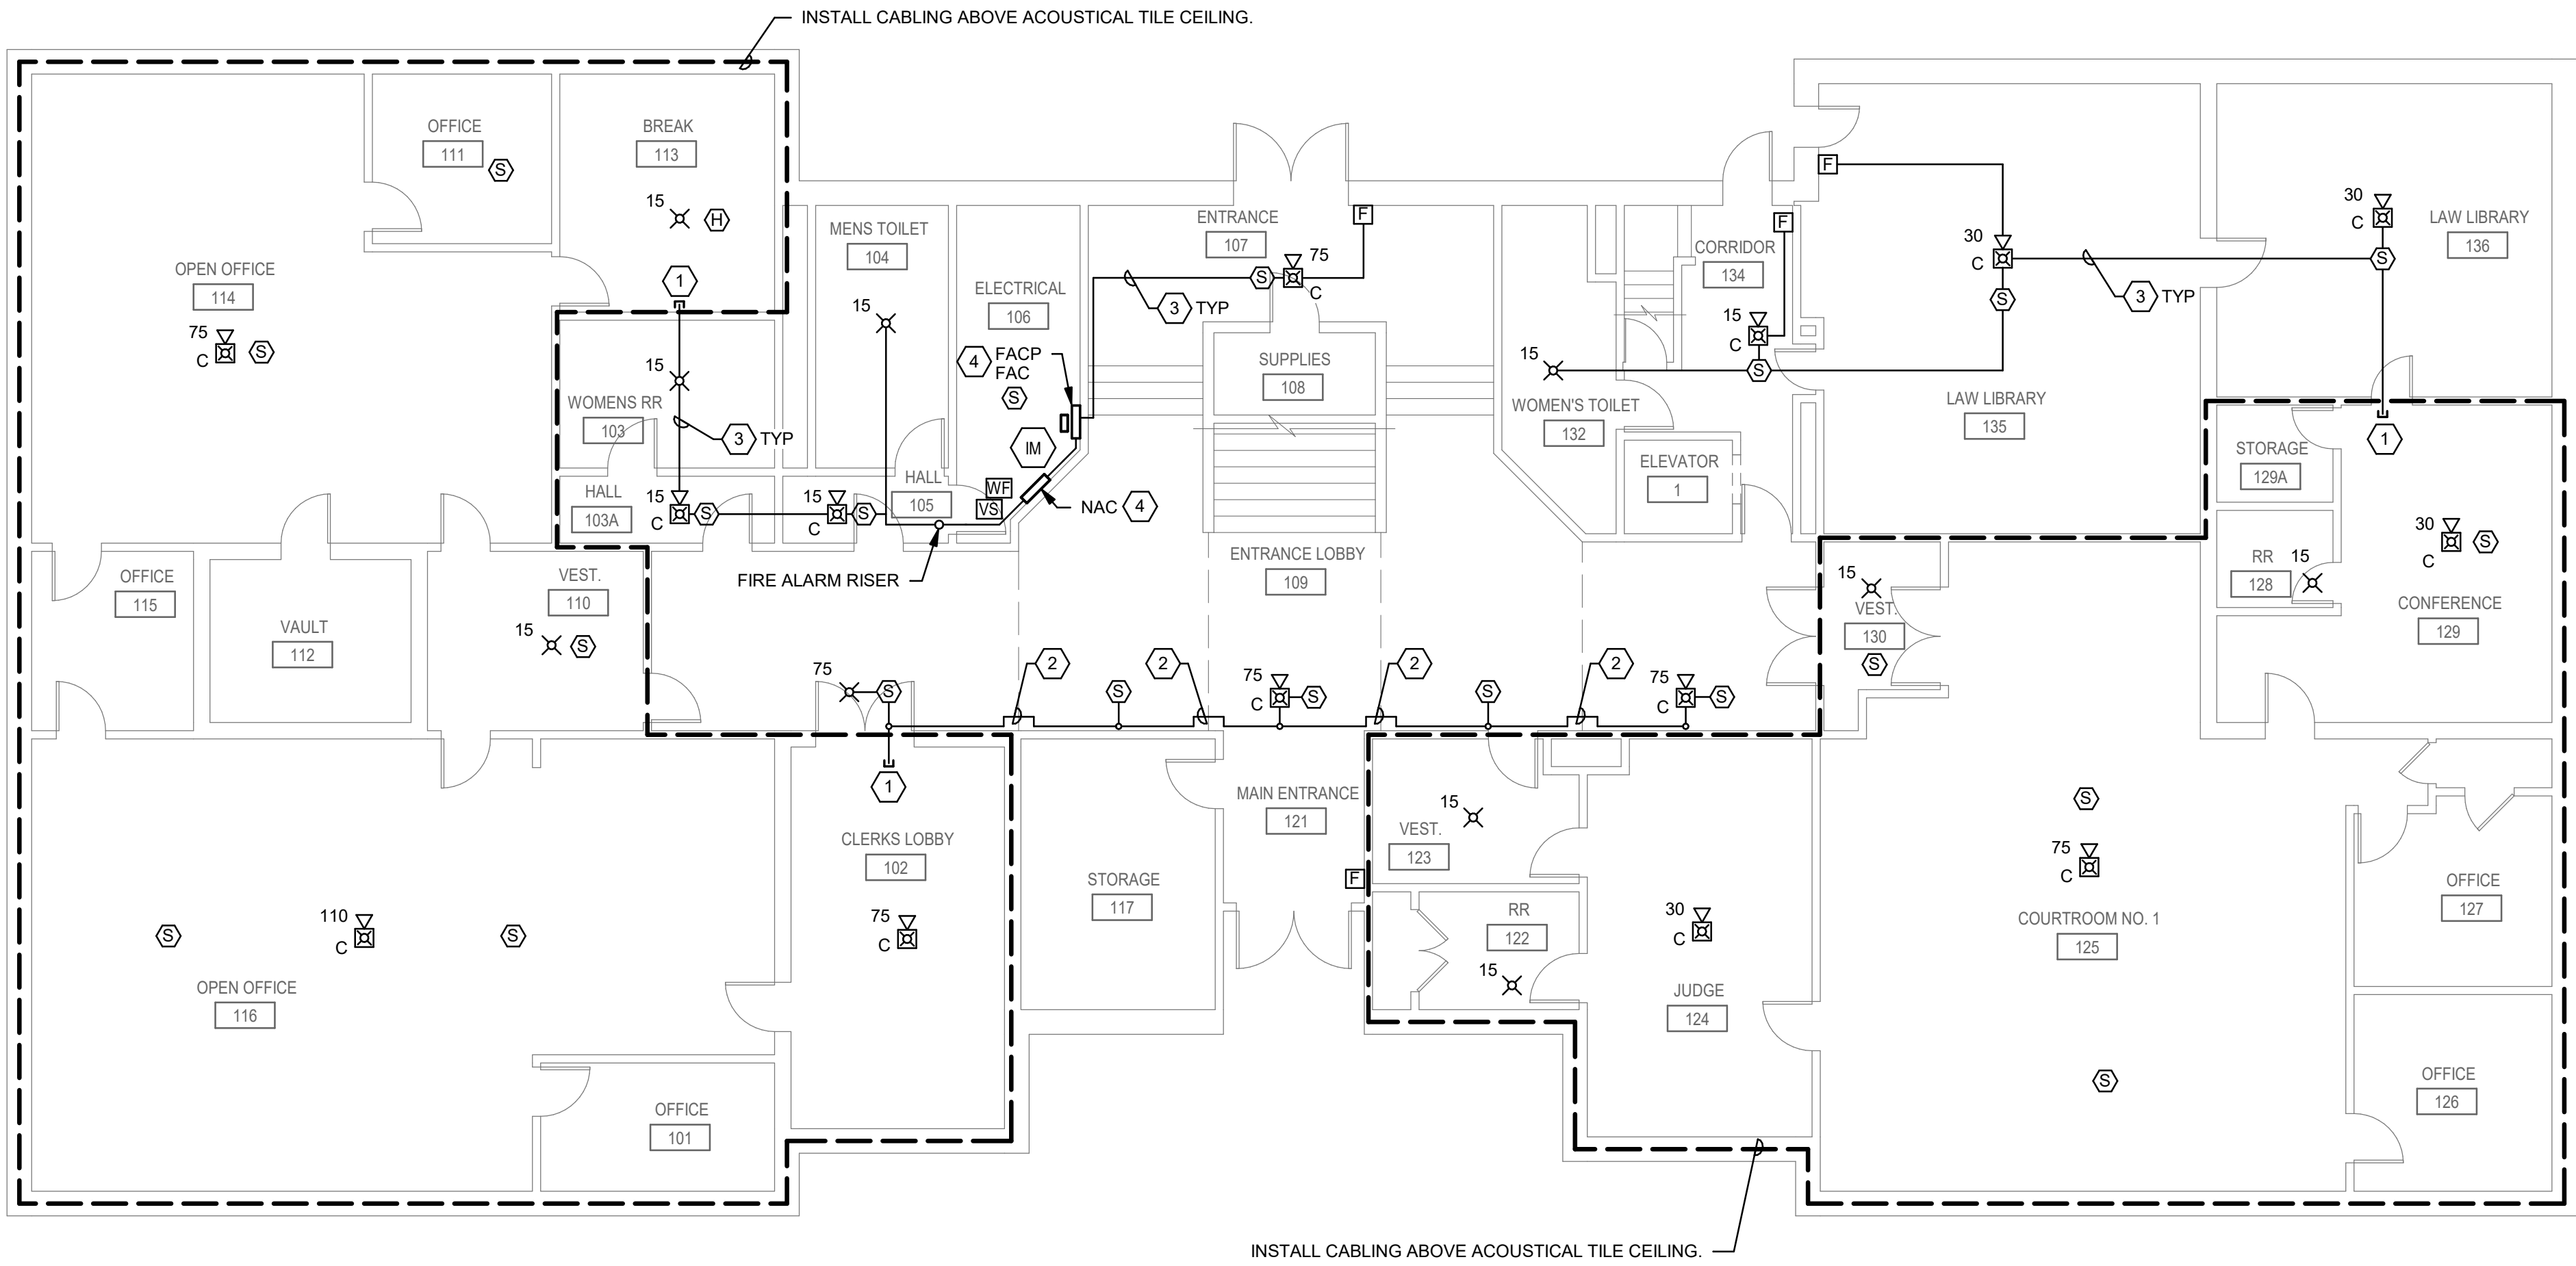 INSTALL CABLING ABOVE ACOUSTICAL TILE CEILING.
OFFICE
111
S
BREAK
113
15
H
1
OPEN OFFICE
114
75
C
S
MENS TOILET
104
15
ELECTRICAL
106
4
FACP
FAC
S
IM
ENTRANCE
107
F
75
S
C
3 TYP
SUPPLIES
108
WOMENS RR
103
15
3 TYP
HALL
103A
15
C
S
15
C
S
HALL
105
WF
VS
NAC 4
FIRE ALARM RISER
CORRIDOR
134
F
15
C
S
15
WOMEN'S TOILET
132
ELEVATOR
1
F
30
C
S
3 TYP
LAW LIBRARY
135
30
C
S
LAW LIBRARY
136
1
STORAGE
129A
RR
128
15
30
C
S
CONFERENCE
129
OFFICE
115
VAULT
112
VEST.
110
15
S
ENTRANCE LOBBY
109
75
S
2
S
2
75
C
S
2
S
2
75
C
S
15
VEST.
130
S
1
CLERKS LOBBY
102
75
C
STORAGE
117
MAIN ENTRANCE
121
F
VEST.
123
15
RR
122
15
30
C
JUDGE
124
S
75
C
COURTROOM NO. 1
125
S
OFFICE
127
OFFICE
126
S
110
C
S
OPEN OFFICE
116
OFFICE
101
INSTALL CABLING ABOVE ACOUSTICAL TILE CEILING.